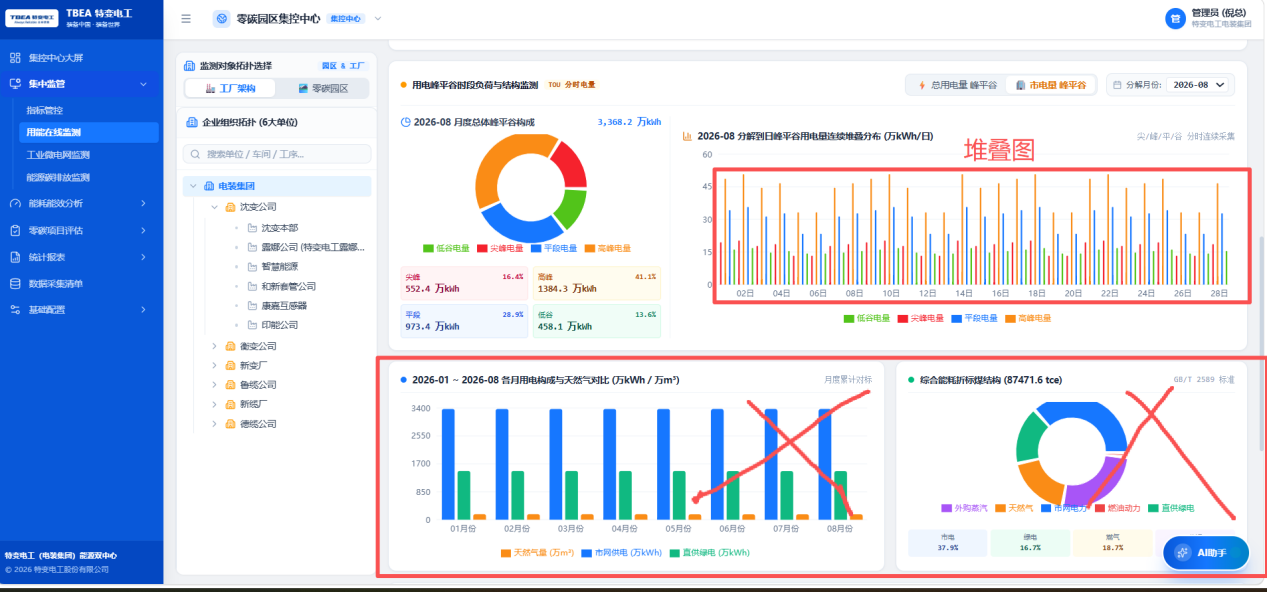 TBEA 特变电工
TBEA 特变电工
装备中国·装备世界
零碳园区集控中心 集控中心
管理员 (倪总)
特变电工电装集团
集控中心大屏
集中监管
指标管控
用能在线监测
工业微电网监测
能源碳排放监测
能耗能效分析
零碳项目评估
统计报表
数据采集清单
基础配置
特变电工 (电装集团) 能源双中心
© 2026 特变电工股份有限公司
监测对象拓扑选择 园区 & 工厂
工厂架构 零碳园区
企业组织拓扑 (6大单位)
搜索单位 / 车间 / 工序...
电装集团
沈变公司
沈变本部
露娜公司 (特变电工露娜...
智慧能源
和新套管公司
康嘉互感器
印能公司
衡变公司
新变厂
鲁缆公司
新缆厂
德缆公司
用电峰平谷时段负荷与结构监测 TOU 分时电量
总用电量 峰平谷 市电量 峰平谷 分解月份: 2026-08
2026-08 月度总体峰平谷构成 3,368.2 万kWh
低谷电量 尖峰电量 平段电量 高峰电量
尖峰 16.4%
552.4 万kWh
高峰 41.1%
1384.3 万kWh
平段 28.9%
973.4 万kWh
低谷 13.6%
458.1 万kWh
2026-08 分解到日峰平谷用电量连续堆叠分布 (万kWh/日) 尖/峰/平/谷 分时连续采集
堆叠图
60
45
30
15
0
02日 04日 06日 08日 10日 12日 14日 16日 18日 20日 22日 24日 26日 28日
低谷电量 尖峰电量 平段电量 高峰电量
2026-01 ~ 2026-08 各月用电构成与天然气对比 (万kWh / 万m³) 月度累计对标
3400
2550
1700
850
0
01月份 02月份 03月份 04月份 05月份 06月份 07月份 08月份
天然气量 (万m³) 市网供电 (万kWh) 直供绿电 (万kWh)
综合能耗折标煤结构 (87471.6 tce) GB/T 2589 标准
外购蒸汽 天然气 市网电力 燃油动力 直供绿电
市电
37.9%
绿电
16.7%
燃气
18.7%
AI助手